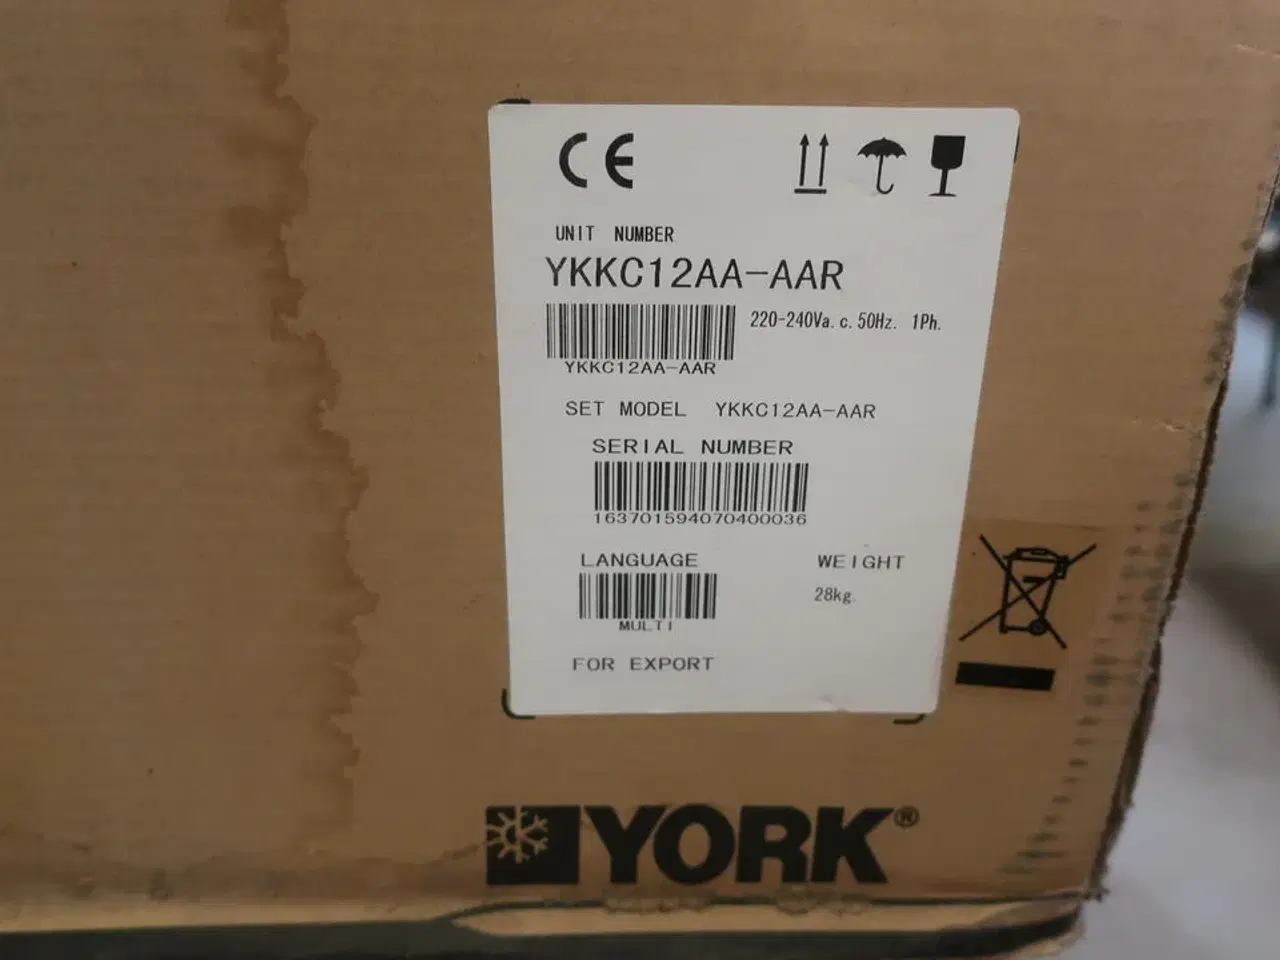 CE
UNIT NUMBER
YKKC12AA-AAR
220-240Va.c.50Hz. 1Ph.
YKKC12AA-AAR
SET MODEL YKKC12AA-AAR
SERIAL NUMBER
163701594070400036
LANGUAGE
WEIGHT
28kg.
MULTI
FOR EXPORT
YORK®